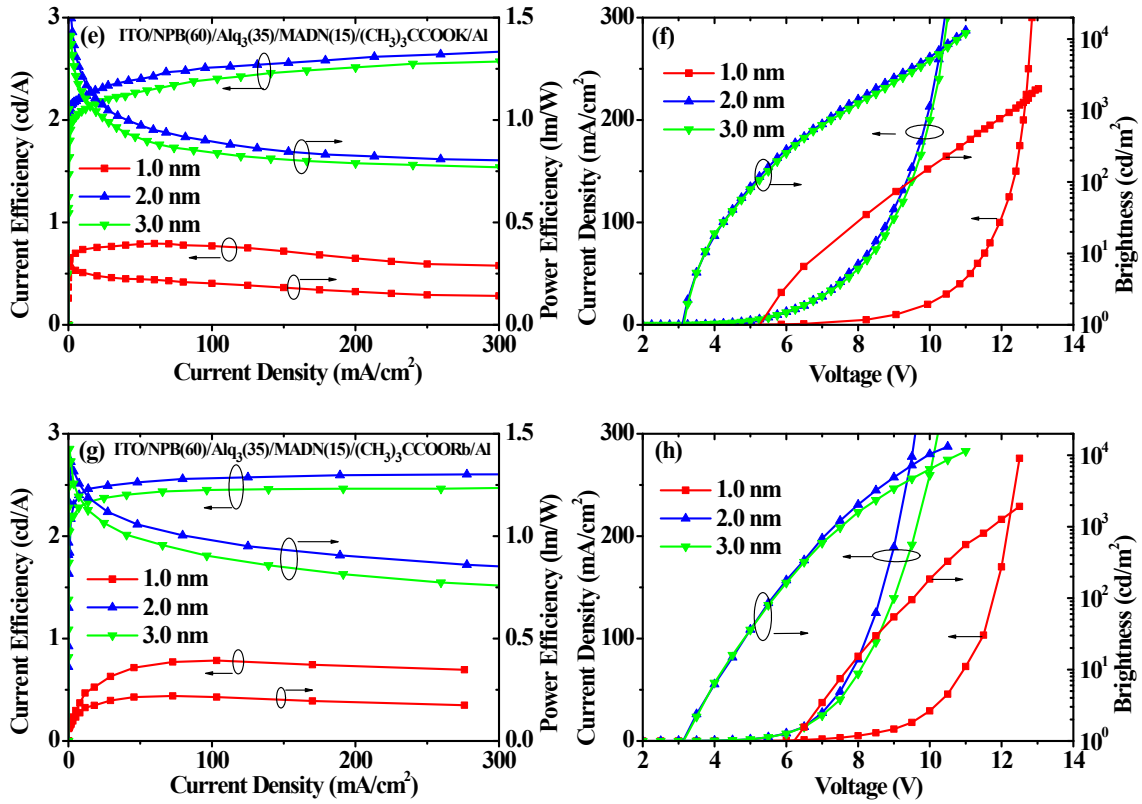 (e) ITO/NPB(60)/Alq3(35)/MADN(15)/(CH3)3CCOOK/Al
Current Efficiency (cd/A)
3
2
1
0
1.0 nm
2.0 nm
3.0 nm
1.5
1.0
0.5
0.0
Power Efficiency (lm/W)
0 100 200 300
Current Density (mA/cm2)
(f)
Current Density (mA/cm2)
300
200
100
0
1.0 nm
2.0 nm
3.0 nm
10^4
10^3
10^2
10^1
10^0
Brightness (cd/m2)
2 4 6 8 10 12 14
Voltage (V)
(g) ITO/NPB(60)/Alq3(35)/MADN(15)/(CH3)3CCOORb/Al
Current Efficiency (cd/A)
3
2
1
0
1.0 nm
2.0 nm
3.0 nm
1.5
1.0
0.5
0.0
Power Efficiency (lm/W)
0 100 200 300
Current Density (mA/cm2)
(h)
Current Density (mA/cm2)
300
200
100
0
1.0 nm
2.0 nm
3.0 nm
10^4
10^3
10^2
10^1
10^0
Brightness (cd/m2)
2 4 6 8 10 12 14
Voltage (V)